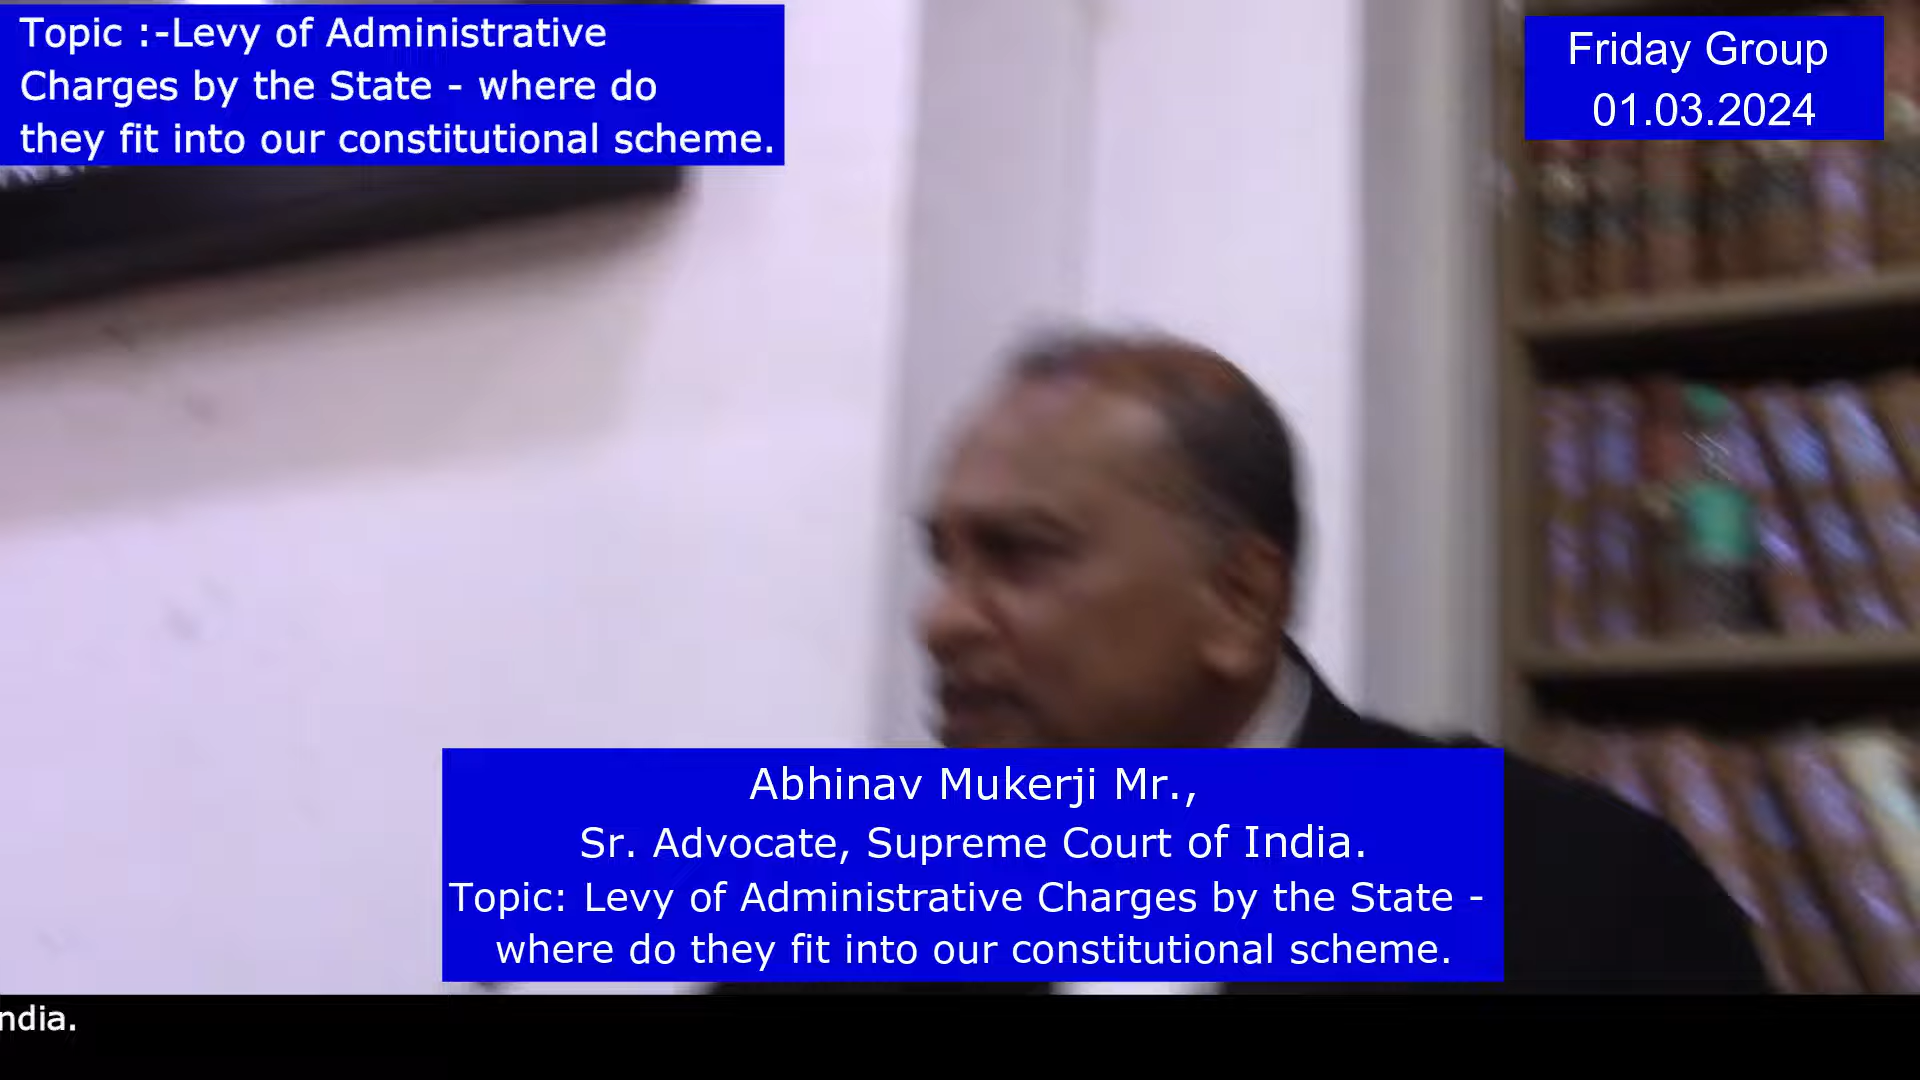 Topic :-Levy of Administrative
Charges by the State - where do
they fit into our constitutional scheme.
Friday Group
01.03.2024
Abhinav Mukerji Mr.,
Sr. Advocate, Supreme Court of India.
Topic: Levy of Administrative Charges by the State -
where do they fit into our constitutional scheme.
ndia.